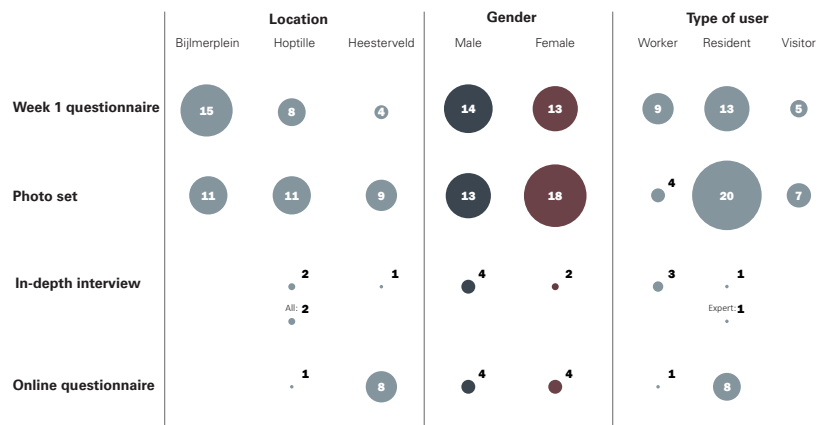 Location Gender Type of user
Bijlmerplein Hoptille Heesterveld Male Female Worker Resident Visitor
Week 1 questionnaire 15 8 4 14 13 9 13 5
Photo set 11 11 9 13 18 4 20 7
In-depth interview 2 1 4 2 3 1
All: 2 Expert: 1
Online questionnaire 1 8 4 4 1 8